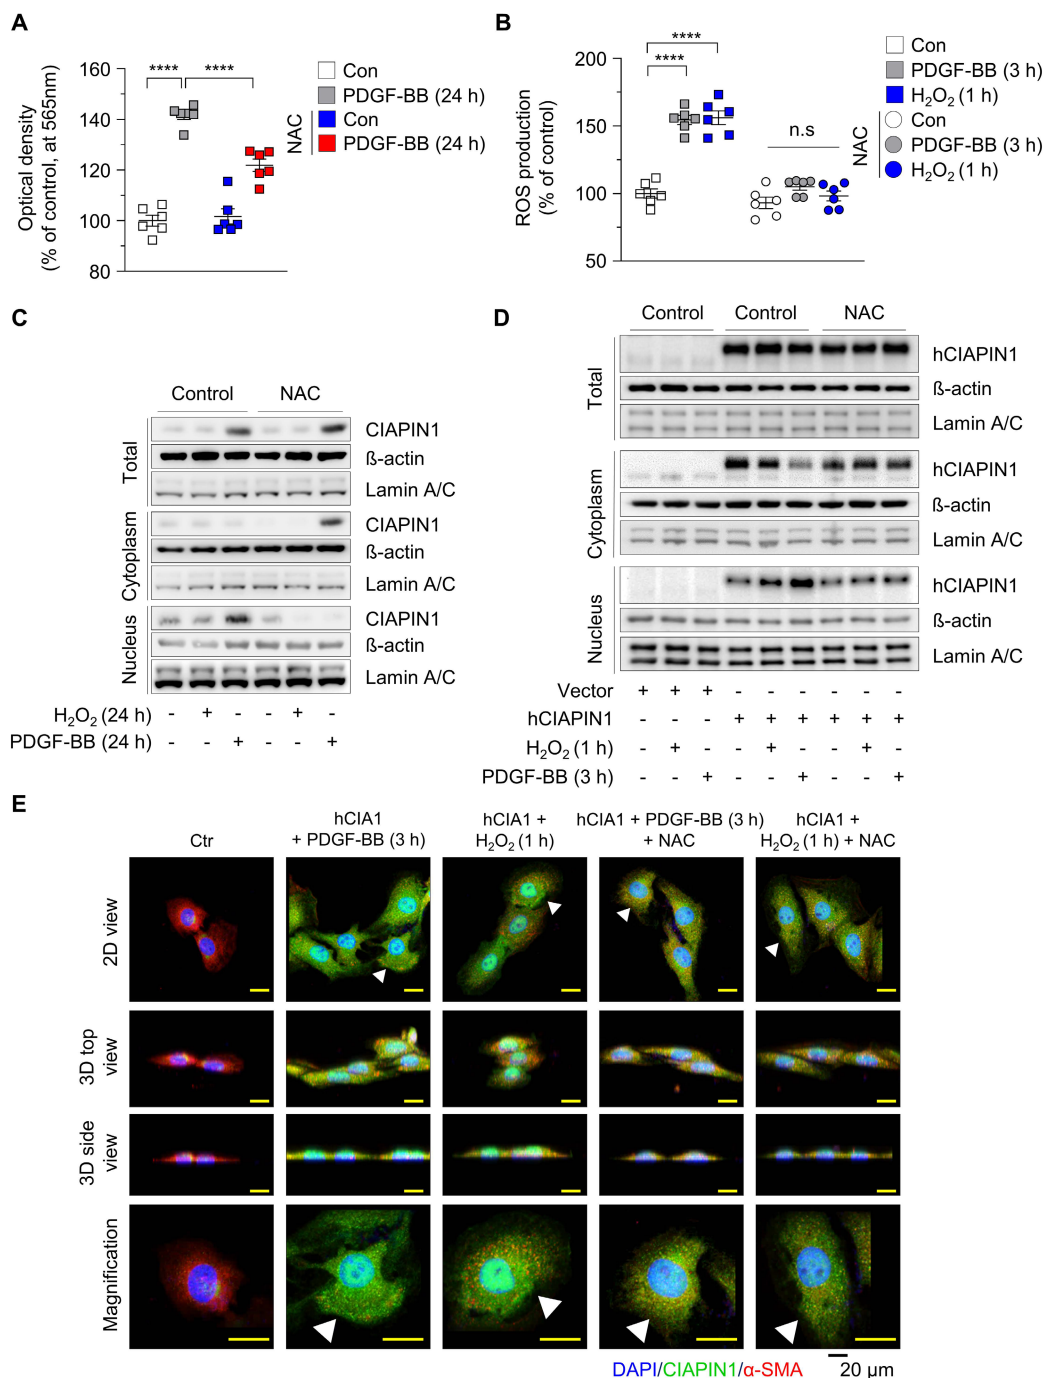 A
160
140
120
100
80
Optical density
(% of control, at 565nm)
**** ****
Con
PDGF-BB (24 h)
Con
PDGF-BB (24 h)
NAC
NAC
B
200
150
100
50
ROS production
(% of control)
****
****
n.s
NAC
Con
PDGF-BB (3 h)
H₂O₂ (1 h)
Con
PDGF-BB (3 h)
H₂O₂ (1 h)
NAC
C
Control NAC
Total
CIAPIN1
ß-actin
Lamin A/C
Cytoplasm
CIAPIN1
ß-actin
Lamin A/C
Nucleus
CIAPIN1
ß-actin
Lamin A/C
H₂O₂ (24 h) - + - - + -
PDGF-BB (24 h) - - + - - +
D
Control Control NAC
Total
hCIAPIN1
ß-actin
Lamin A/C
Cytoplasm
hCIAPIN1
ß-actin
Lamin A/C
Nucleus
hCIAPIN1
ß-actin
Lamin A/C
Vector + + + - - - - - -
hCIAPIN1 - - - + + + + + +
H₂O₂ (1 h) - + - - + - - + -
PDGF-BB (3 h) - - + - - + - - +
E
Ctr
hCIA1
+ PDGF-BB (3 h)
hCIA1 +
H₂O₂ (1 h)
hCIA1 + PDGF-BB (3 h)
+ NAC
hCIA1 +
H₂O₂ (1 h) + NAC
2D view
3D top
view
3D side
view
Magnification
DAPI/CIAPIN1/α-SMA
20 µm